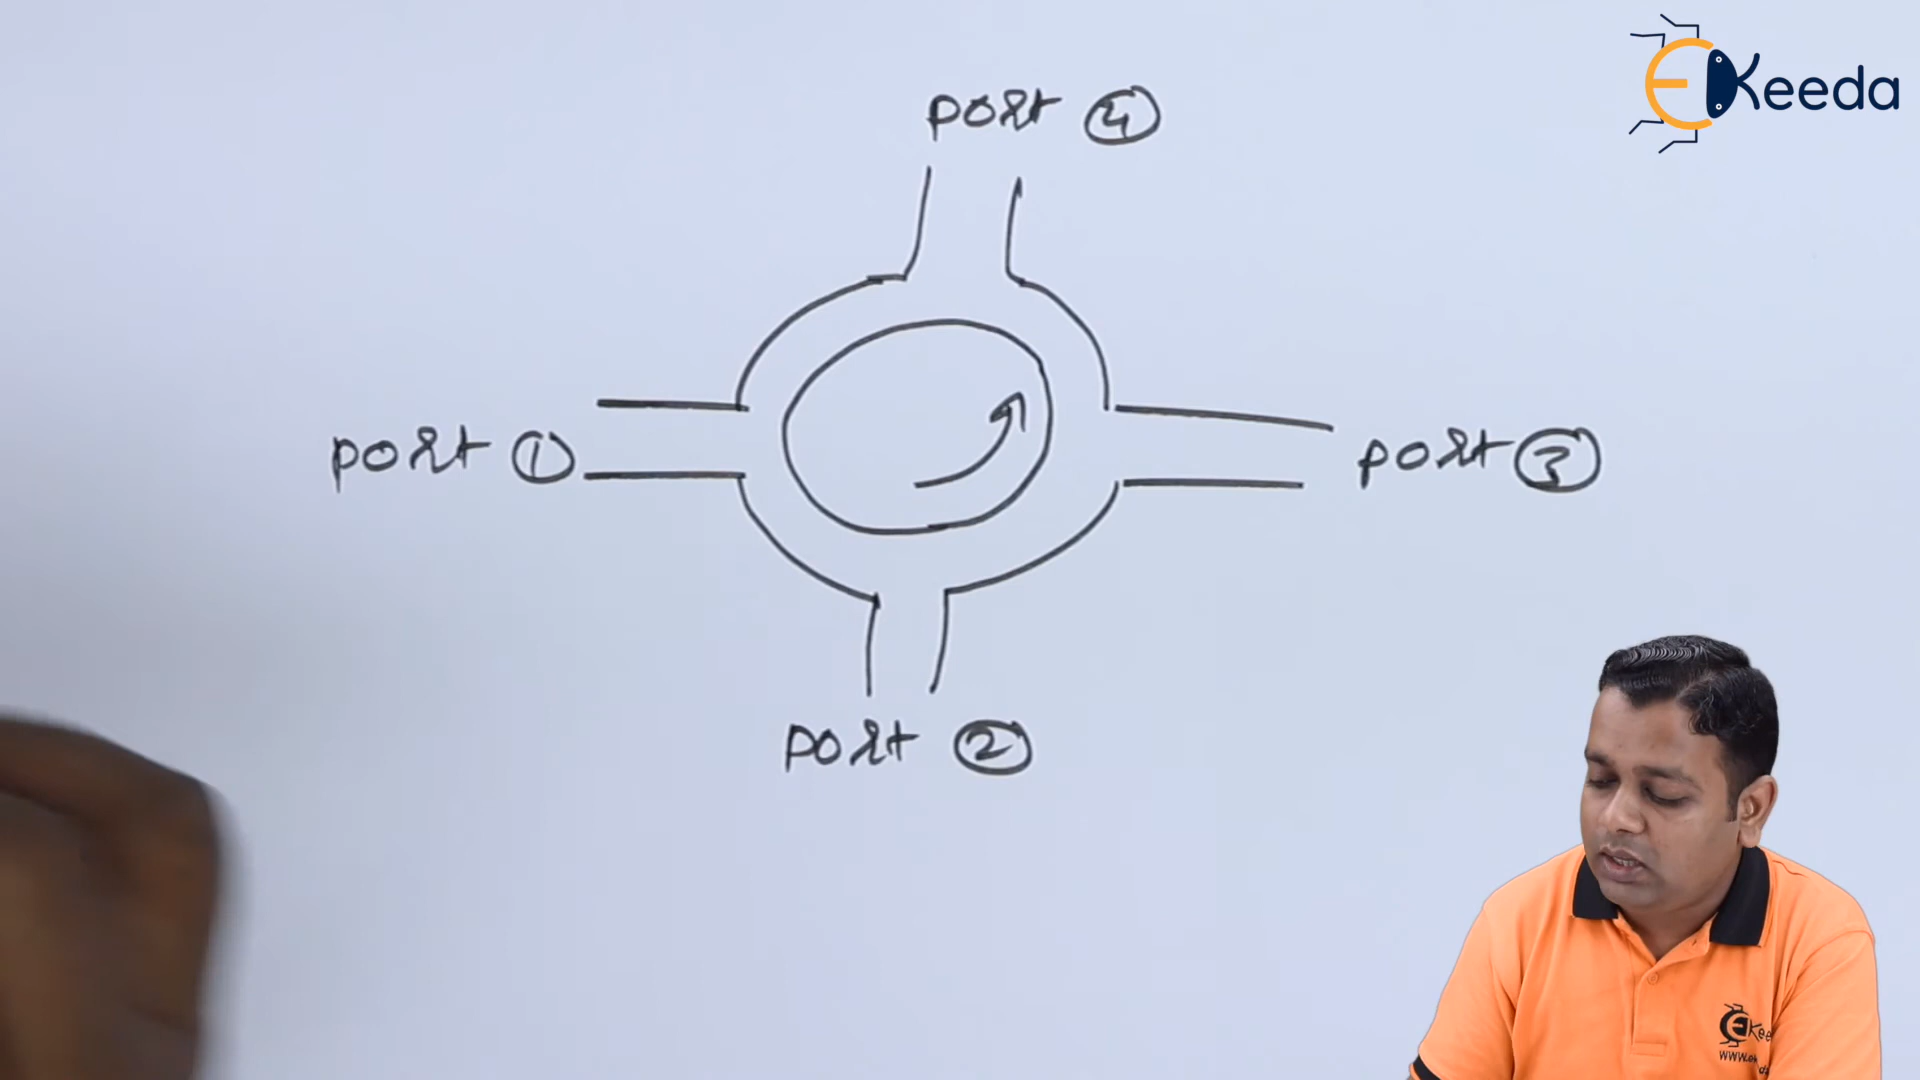 EKeeda
port ④
port ①
port ③
port ②